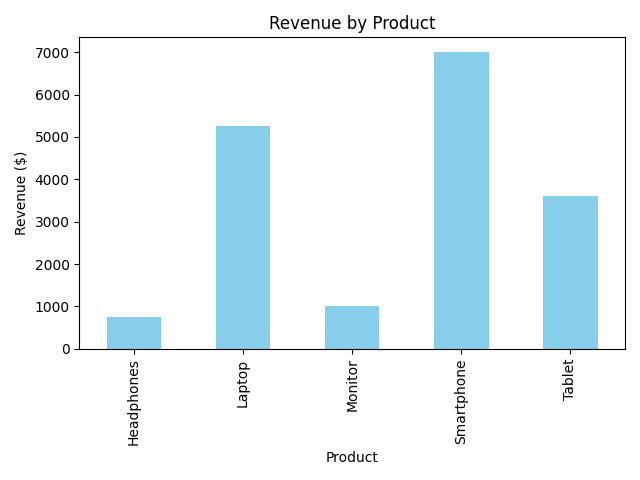 Revenue by Product
Revenue ($)
7000
6000
5000
4000
3000
2000
1000
0
Headphones
Laptop
Monitor
Smartphone
Tablet
Product